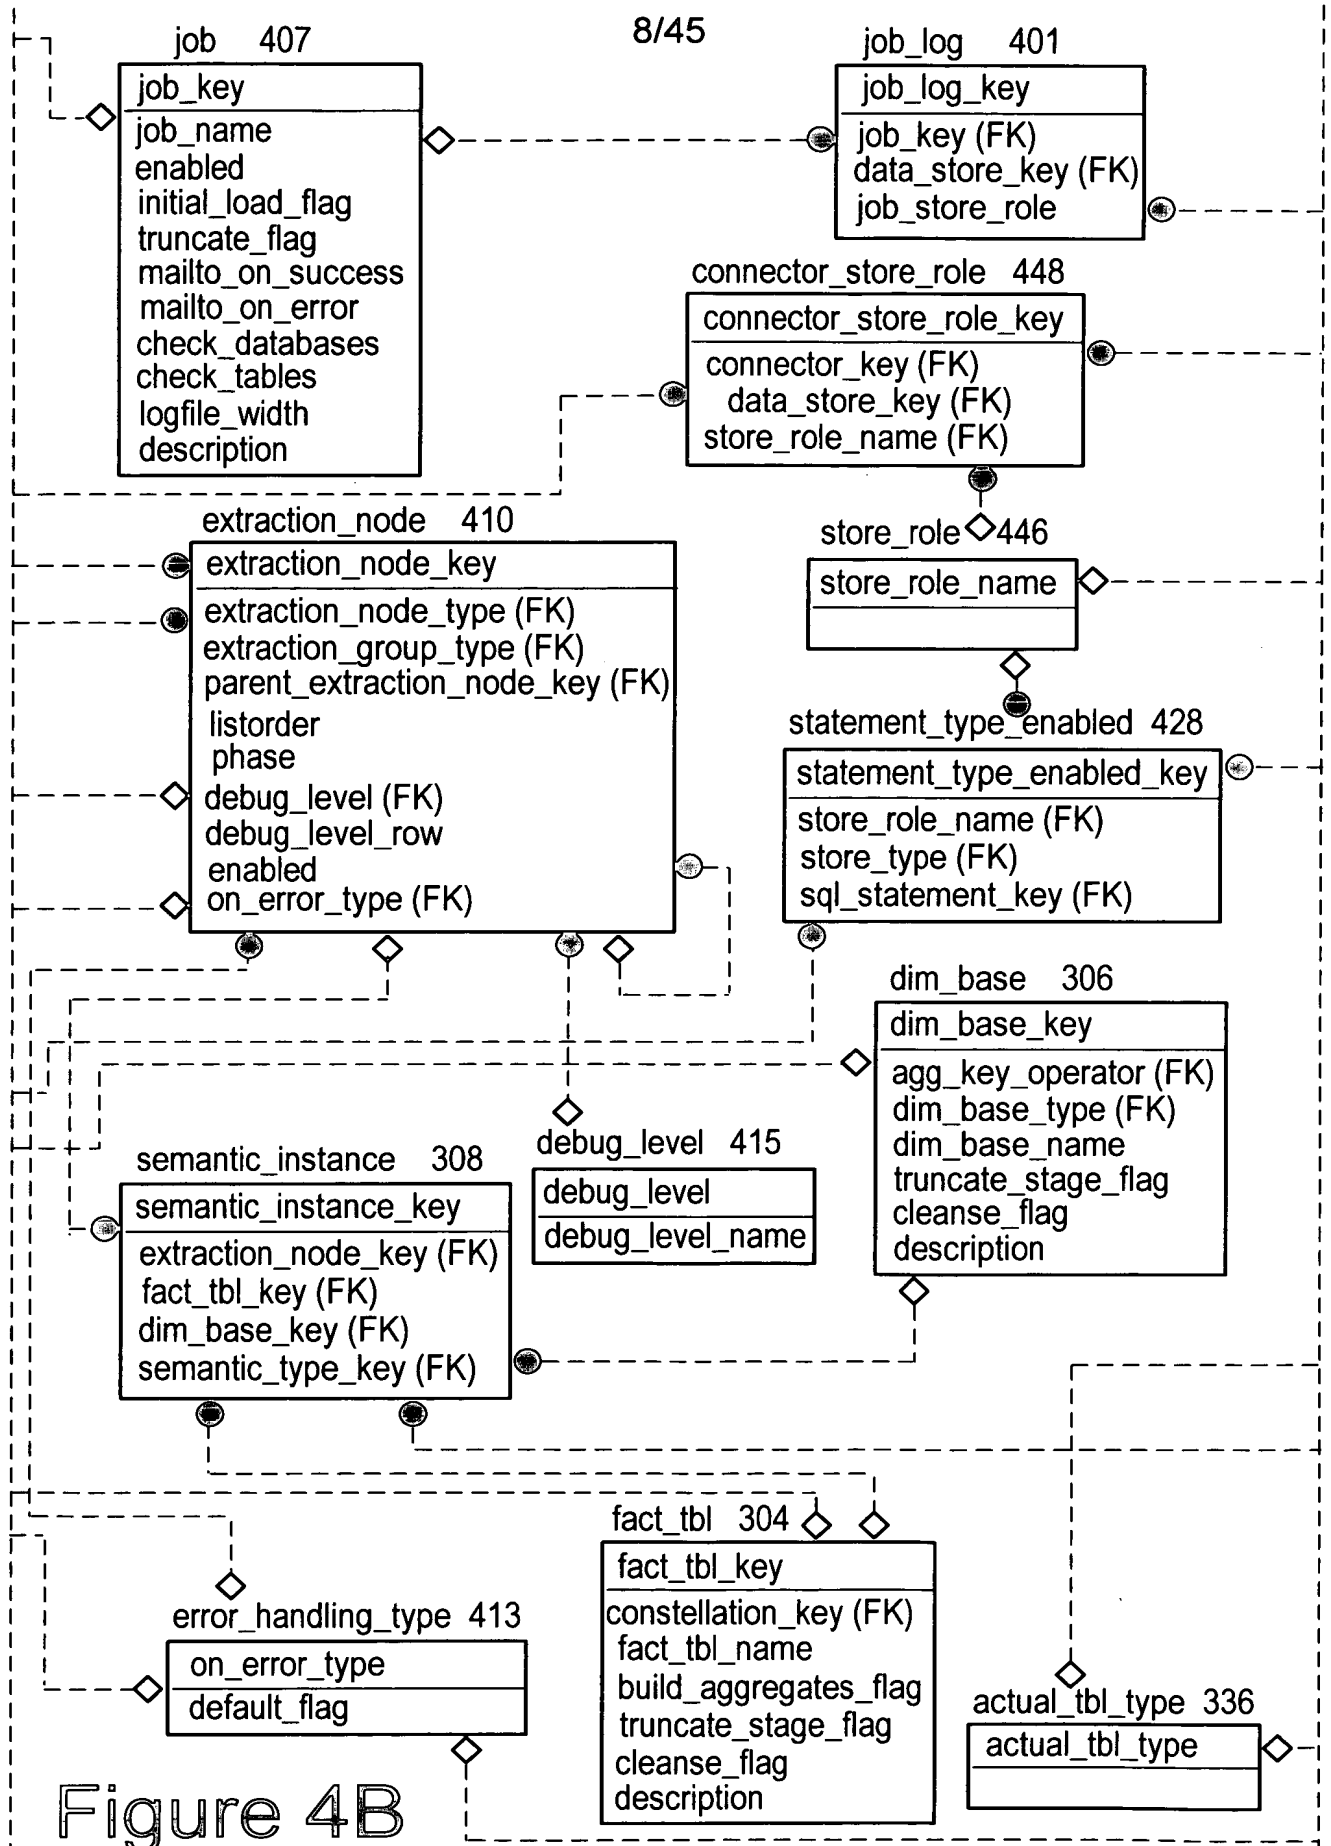 8/45
job 407
job_key
job_name
enabled
initial_load_flag
truncate_flag
mailto_on_success
mailto_on_error
check_databases
check_tables
logfile_width
description
job_log 401
job_log_key
job_key (FK)
data_store_key (FK)
job_store_role
connector_store_role 448
connector_store_role_key
connector_key (FK)
data_store_key (FK)
store_role_name (FK)
extraction_node 410
extraction_node_key
extraction_node_type (FK)
extraction_group_type (FK)
parent_extraction_node_key (FK)
listorder
phase
debug_level (FK)
debug_level_row
enabled
on_error_type (FK)
store_role 446
store_role_name
statement_type_enabled 428
statement_type_enabled_key
store_role_name (FK)
store_type (FK)
sql_statement_key (FK)
dim_base 306
dim_base_key
agg_key_operator (FK)
dim_base_type (FK)
dim_base_name
truncate_stage_flag
cleanse_flag
description
semantic_instance 308
semantic_instance_key
extraction_node_key (FK)
fact_tbl_key (FK)
dim_base_key (FK)
semantic_type_key (FK)
debug_level 415
debug_level
debug_level_name
fact_tbl 304
fact_tbl_key
constellation_key (FK)
fact_tbl_name
build_aggregates_flag
truncate_stage_flag
cleanse_flag
description
error_handling_type 413
on_error_type
default_flag
actual_tbl_type 336
actual_tbl_type
Figure 4B